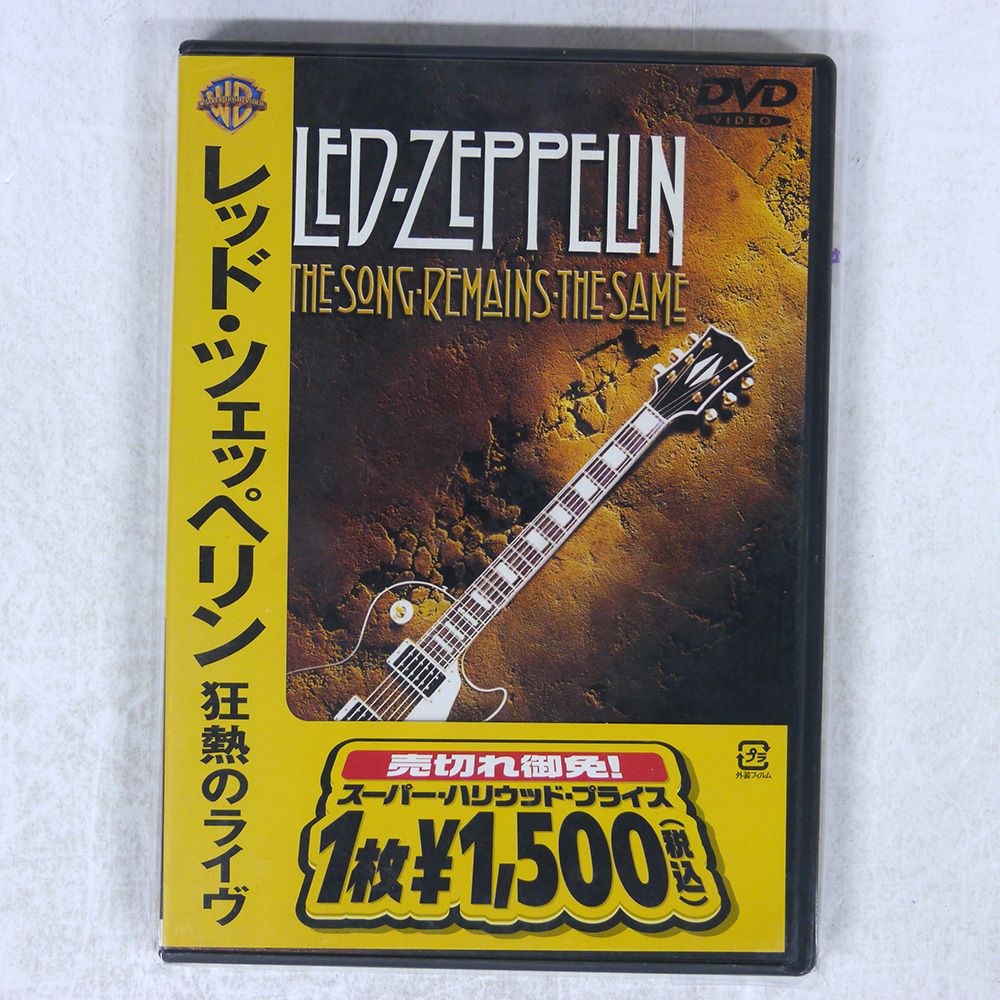 レッド・ツェッペリン 狂熱のライヴ
DVD
VIDEO
LED·ZEPPELIN
THE·SONG·REMAINS·THE·SAME
売切れ御免!
スーパー・ハリウッド・プライス
1枚¥1,500(税込)
プラ
外装フィルム